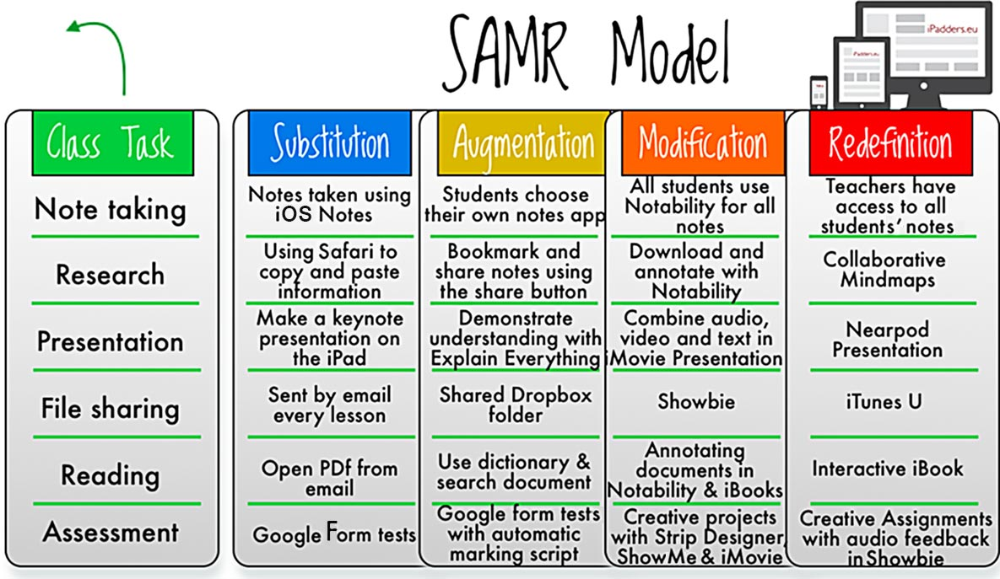 SAMR Model
iPadders.eu
iPadders.eu
Class Task
Substitution
Augmentation
Modification
Redefinition
Note taking
Notes taken using
iOS Notes
Students choose
their own notes app
All students use
Notability for all
notes
Teachers have
access to all
students’ notes
Research
Using Safari to
copy and paste
information
Bookmark and
share notes using
the share button
Download and
annotate with
Notability
Collaborative
Mindmaps
Presentation
Make a keynote
presentation on
the iPad
Demonstrate
understanding with
Explain Everything
Combine audio,
video and text in
iMovie Presentation
Nearpod
Presentation
File sharing
Sent by email
every lesson
Shared Dropbox
folder
Showbie
iTunes U
Reading
Open PDf from
email
Use dictionary &
search document
Annotating
documents in
Notability & iBooks
Interactive iBook
Assessment
Google Form tests
Google form tests
with automatic
marking script
Creative projects
with Strip Designer,
ShowMe & iMovie
Creative Assignments
with audio feedback
in Showbie